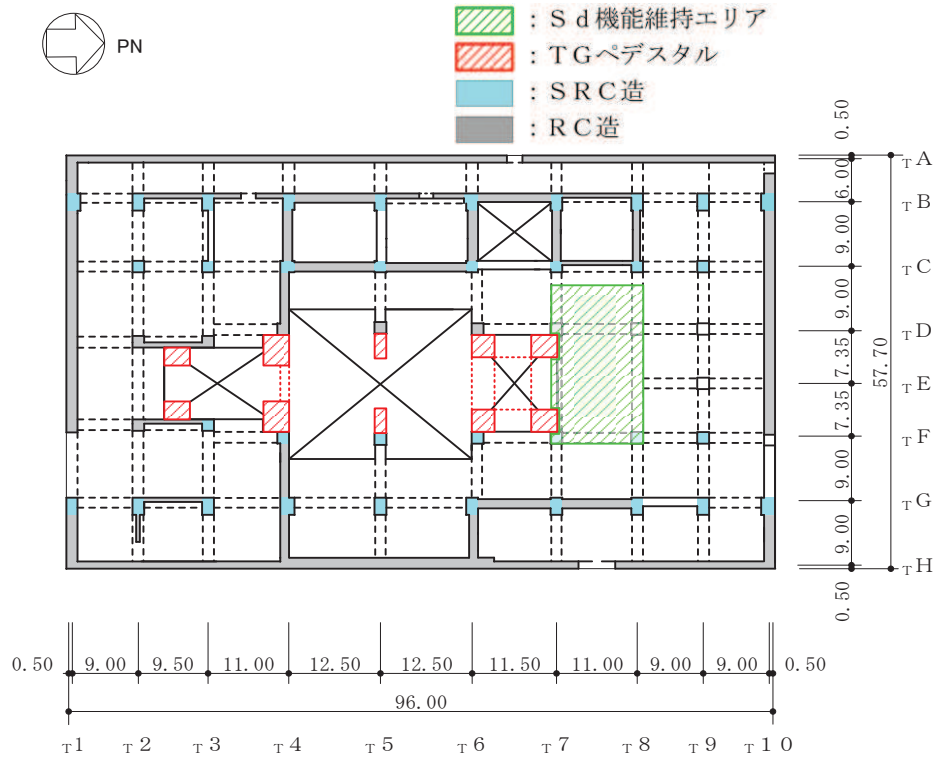 ：Ｓｄ機能維持エリア
PN
：ＴＧペデスタル
：ＳＲＣ造
：ＲＣ造
0.50
TA
6.00
TB
9.00
TC
9.00
TD
7.35
57.70
TE
7.35
TF
9.00
TG
9.00
TH
0.50
0.50 9.00 9.50 11.00 12.50 12.50 11.50 11.00 9.00 9.00 0.50
96.00
T1 T2 T3 T4 T5 T6 T7 T8 T9 T10